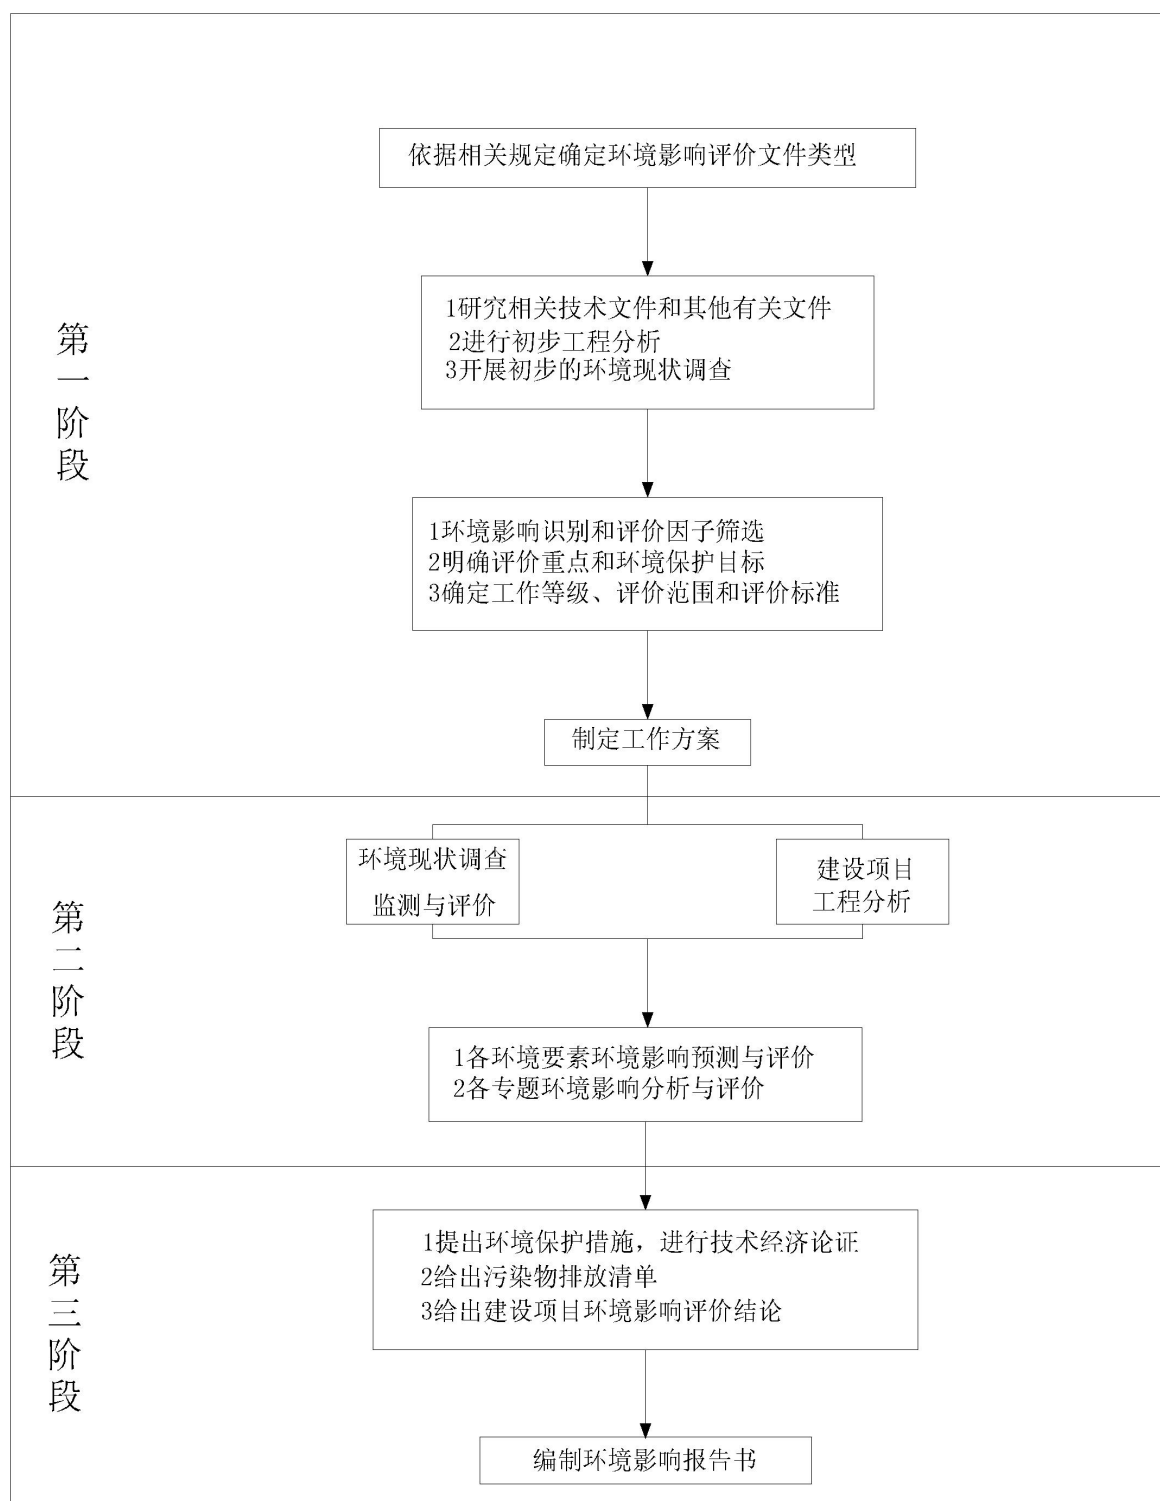 依据相关规定确定环境影响评价文件类型
1研究相关技术文件和其他有关文件
2进行初步工程分析
3开展初步的环境现状调查
第一阶段
1环境影响识别和评价因子筛选
2明确评价重点和环境保护目标
3确定工作等级、评价范围和评价标准
制定工作方案
环境现状调查
监测与评价
建设项目
工程分析
第二阶段
1各环境要素环境影响预测与评价
2各专题环境影响分析与评价
第三阶段
1提出环境保护措施，进行技术经济论证
2给出污染物排放清单
3给出建设项目环境影响评价结论
编制环境影响报告书